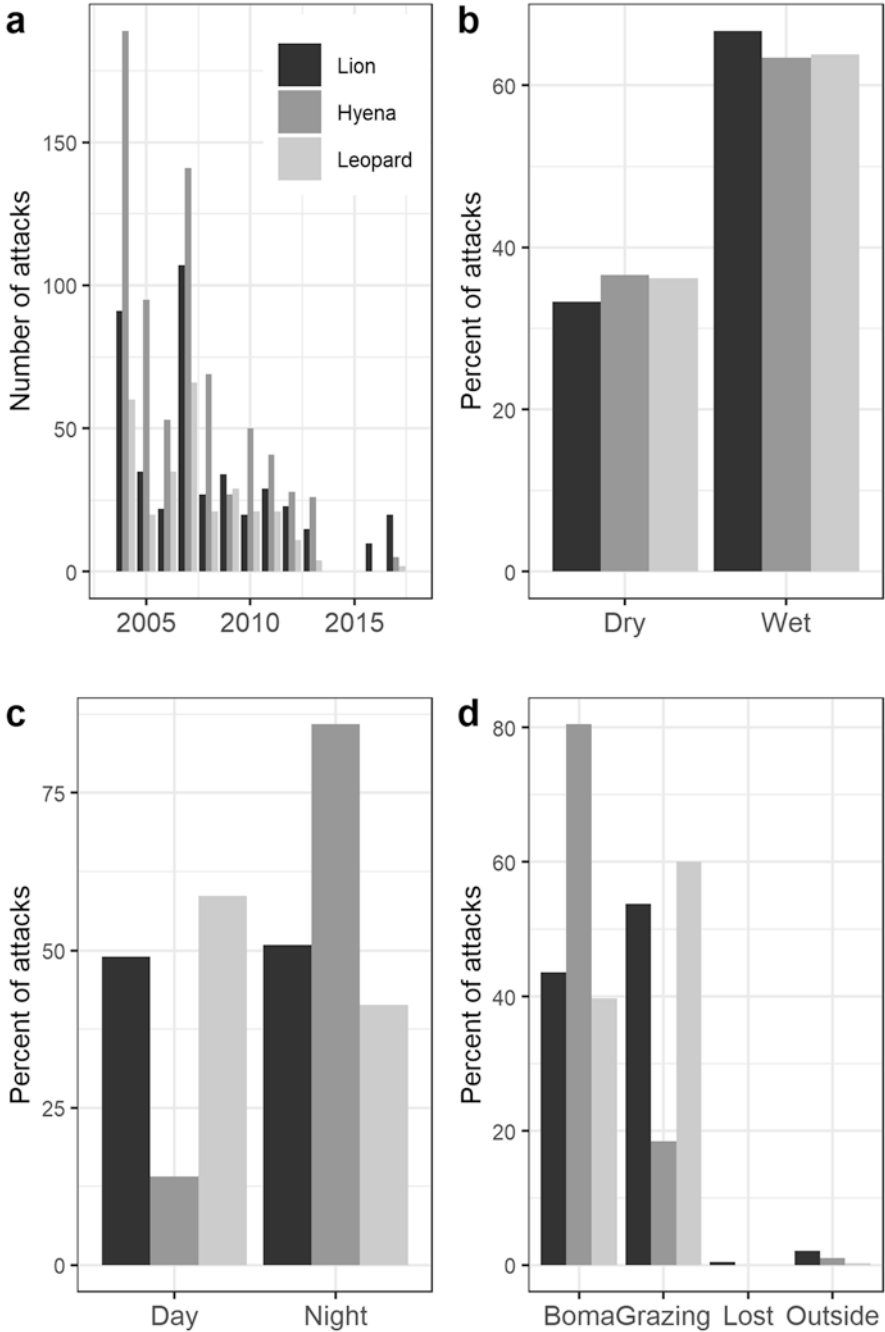 a
Number of attacks
150
100
50
0
2005 2010 2015
Lion
Hyena
Leopard
b
Percent of attacks
60
40
20
0
Dry Wet
c
Percent of attacks
75
50
25
0
Day Night
d
Percent of attacks
80
60
40
20
0
Boma Grazing Lost Outside